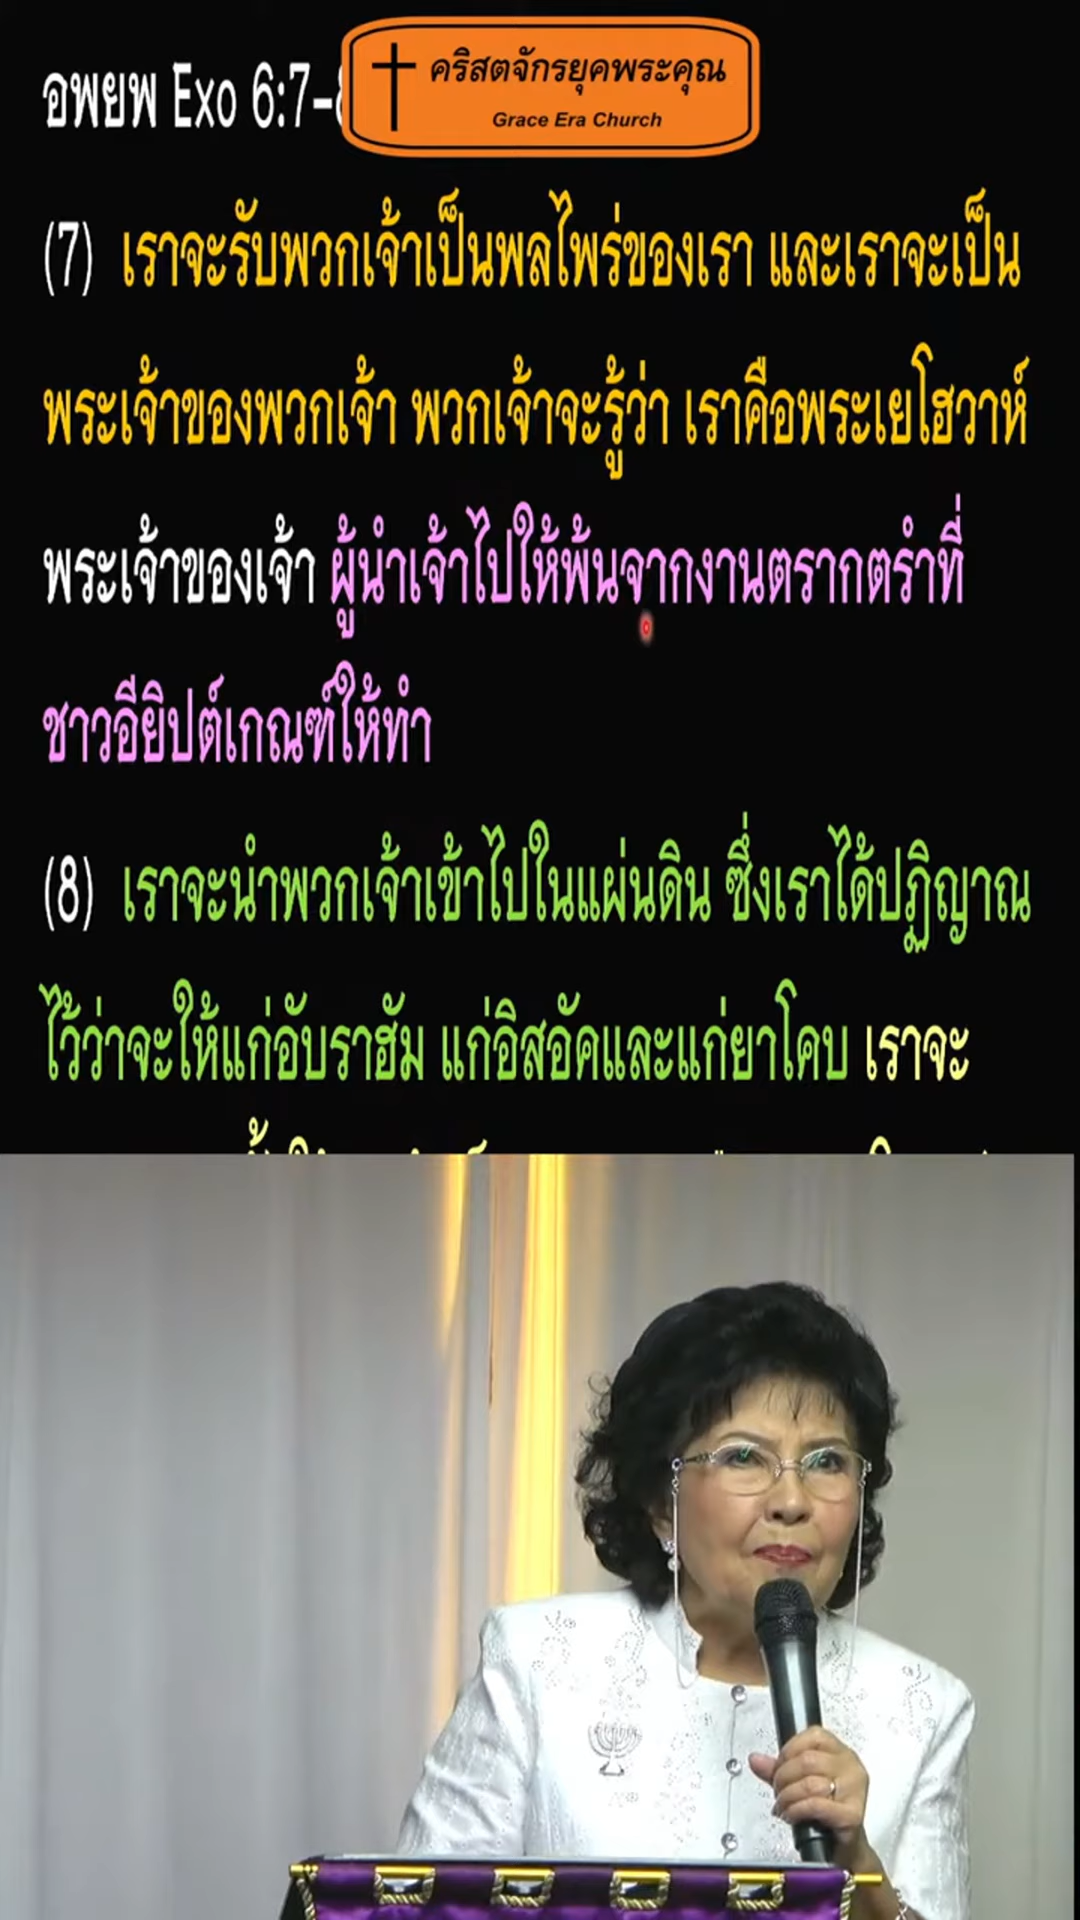 คริสตจักรยุคพระคุณ
Grace Era Church
อพยพ Exo 6:7-8
(7) เราจะรับพวกเจ้าเป็นพลไพร่ของเรา และเราจะเป็น
พระเจ้าของพวกเจ้า พวกเจ้าจะรู้ว่า เราคือพระเยโฮวาห์
พระเจ้าของเจ้า ผู้นำเจ้าไปให้พ้นจากงานตรากตรำที่
ชาวอียิปต์เกณฑ์ให้ทำ
(8) เราจะนำพวกเจ้าเข้าไปในแผ่นดิน ซึ่งเราได้ปฏิญาณ
ไว้ว่าจะให้แก่อับราฮัม แก่อิสอัคและแก่ยาโคบ เราจะ